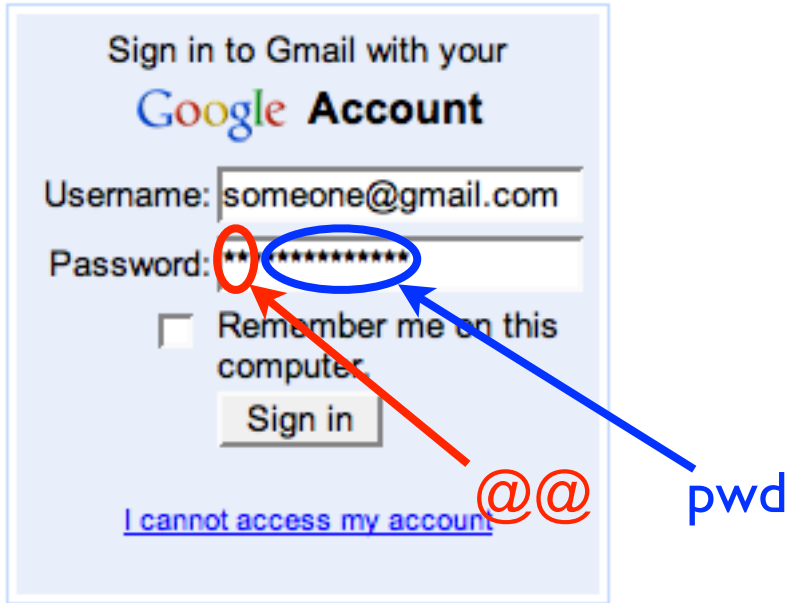 Sign in to Gmail with your
Google Account
Username: someone@gmail.com
Password: ****************
Remember me on this
computer.
Sign in
@@ pwd
I cannot access my account